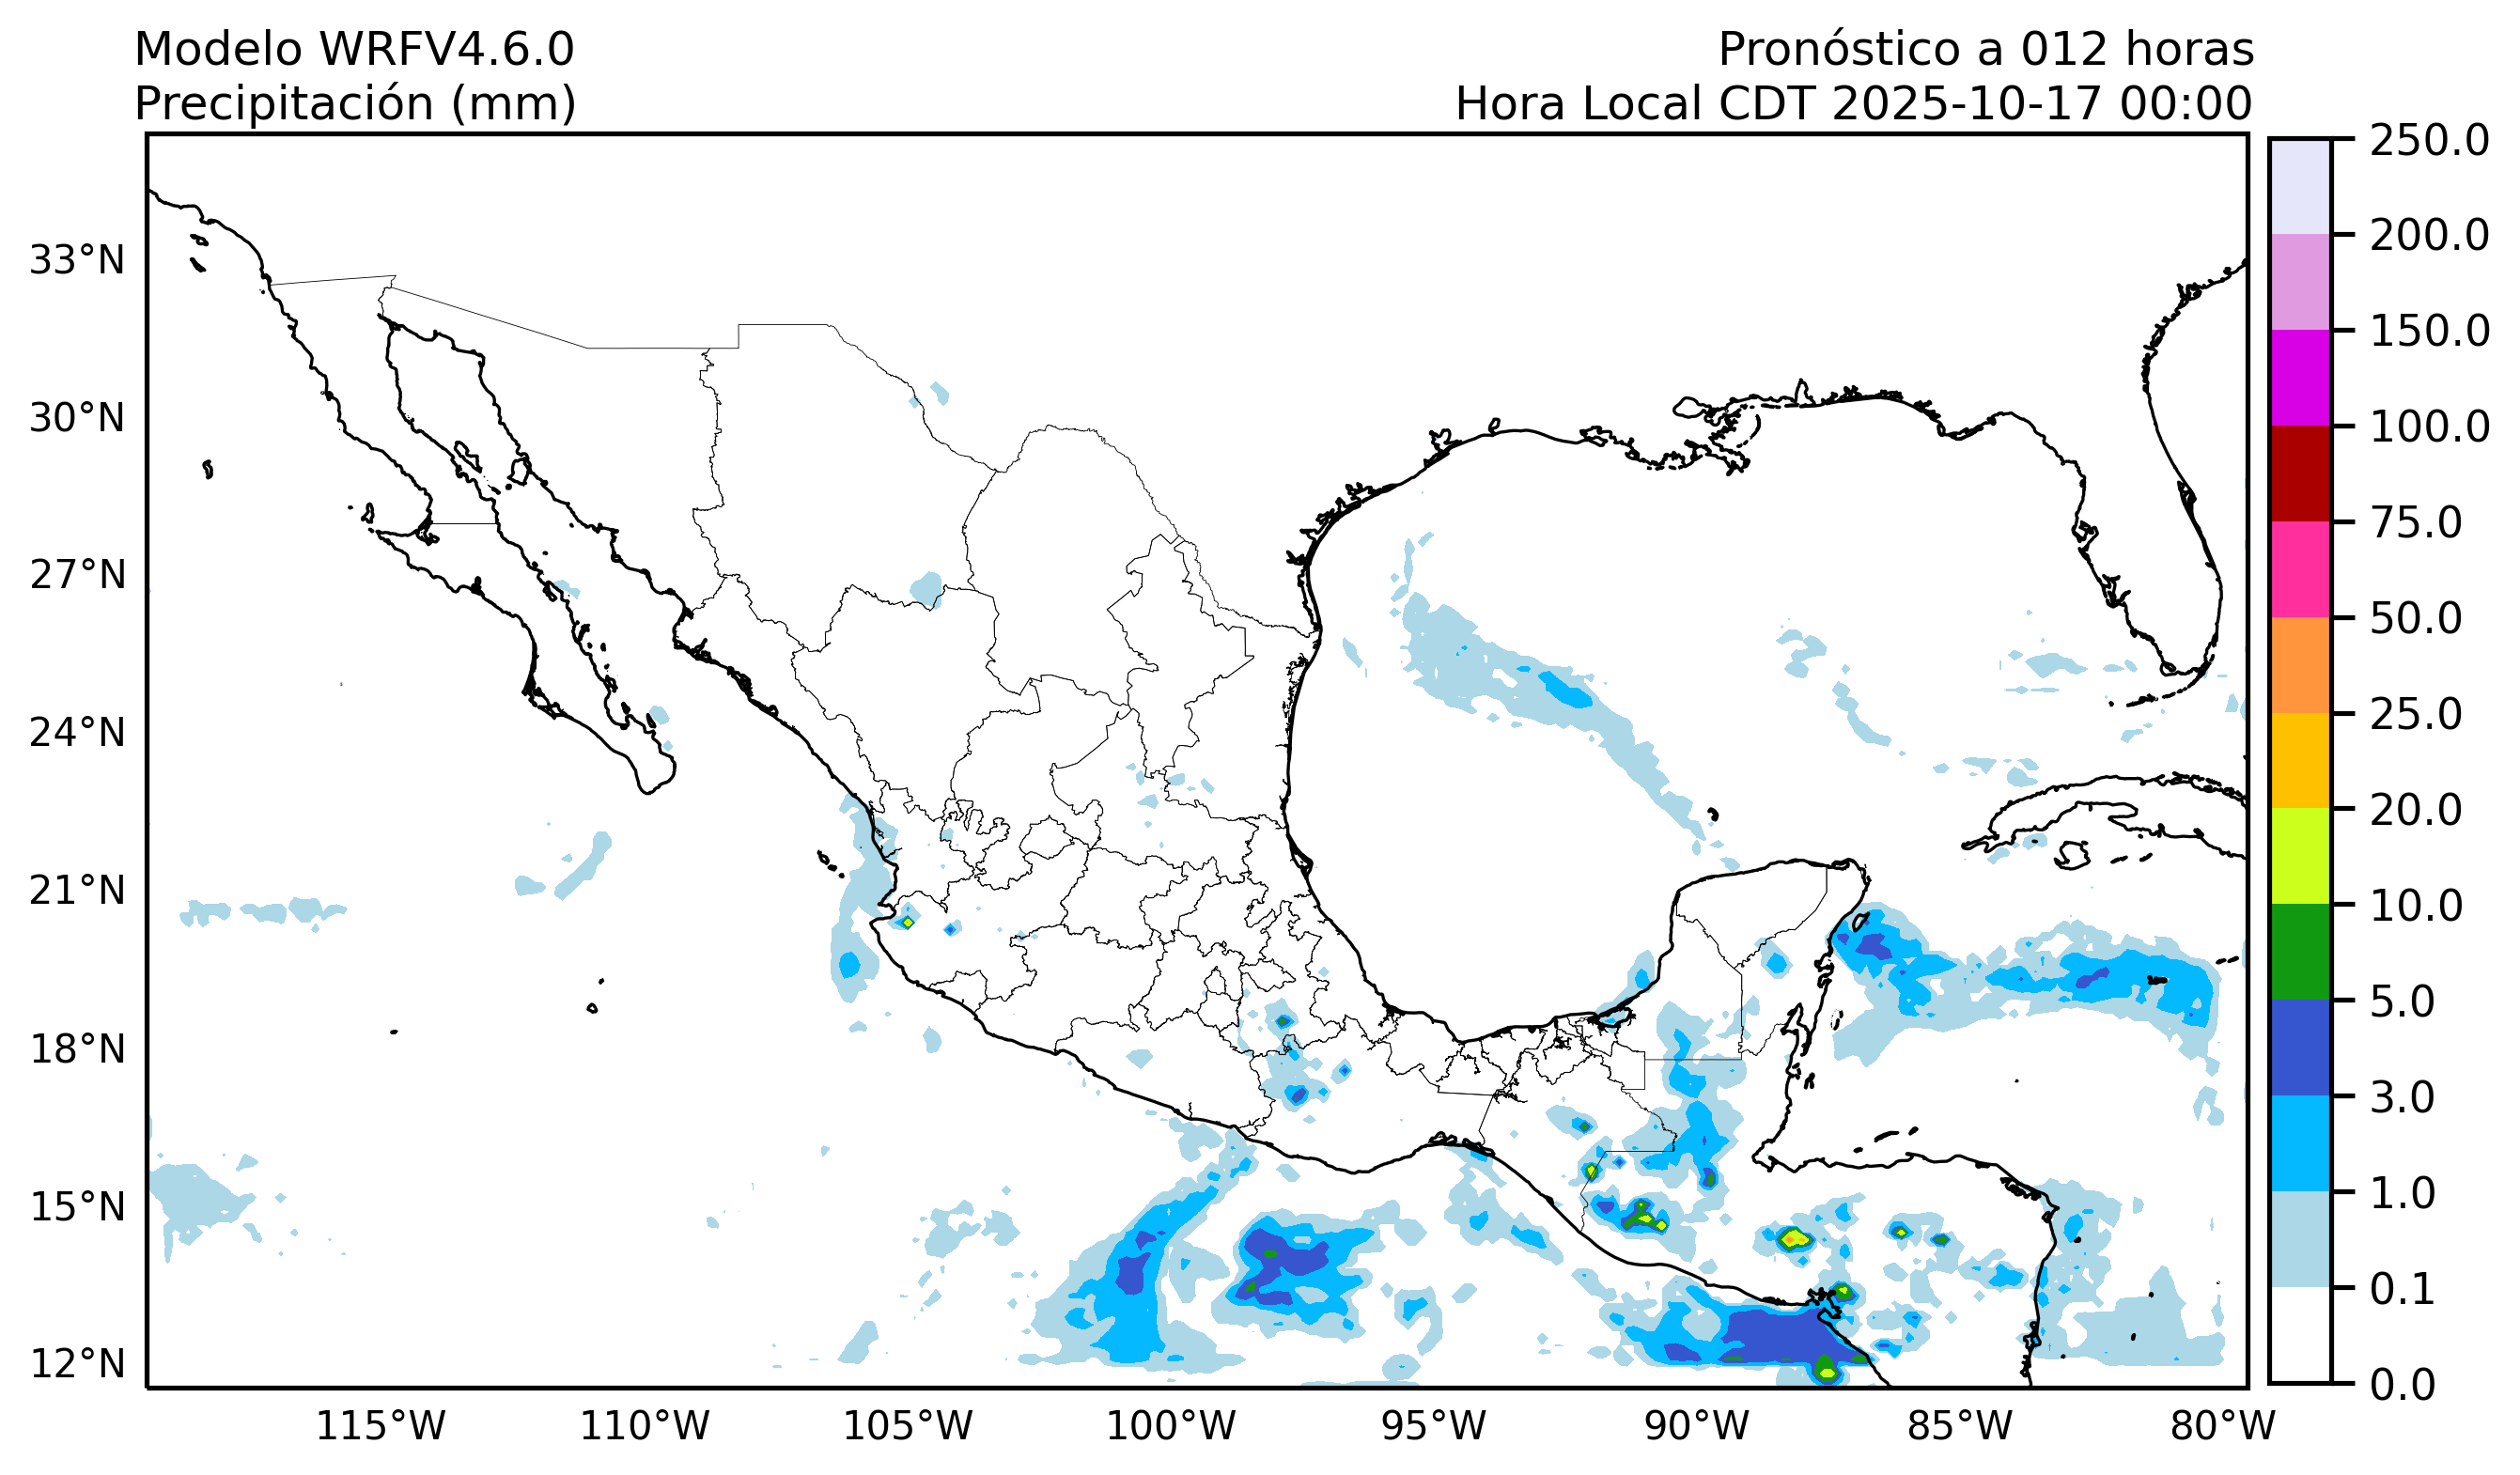 Modelo WRFV4.6.0
Precipitación (mm)
Pronóstico a 012 horas
Hora Local CDT 2025-10-17 00:00
33°N
30°N
27°N
24°N
21°N
18°N
15°N
12°N
115°W
110°W
105°W
100°W
95°W
90°W
85°W
80°W
250.0
200.0
150.0
100.0
75.0
50.0
25.0
20.0
10.0
5.0
3.0
1.0
0.1
0.0